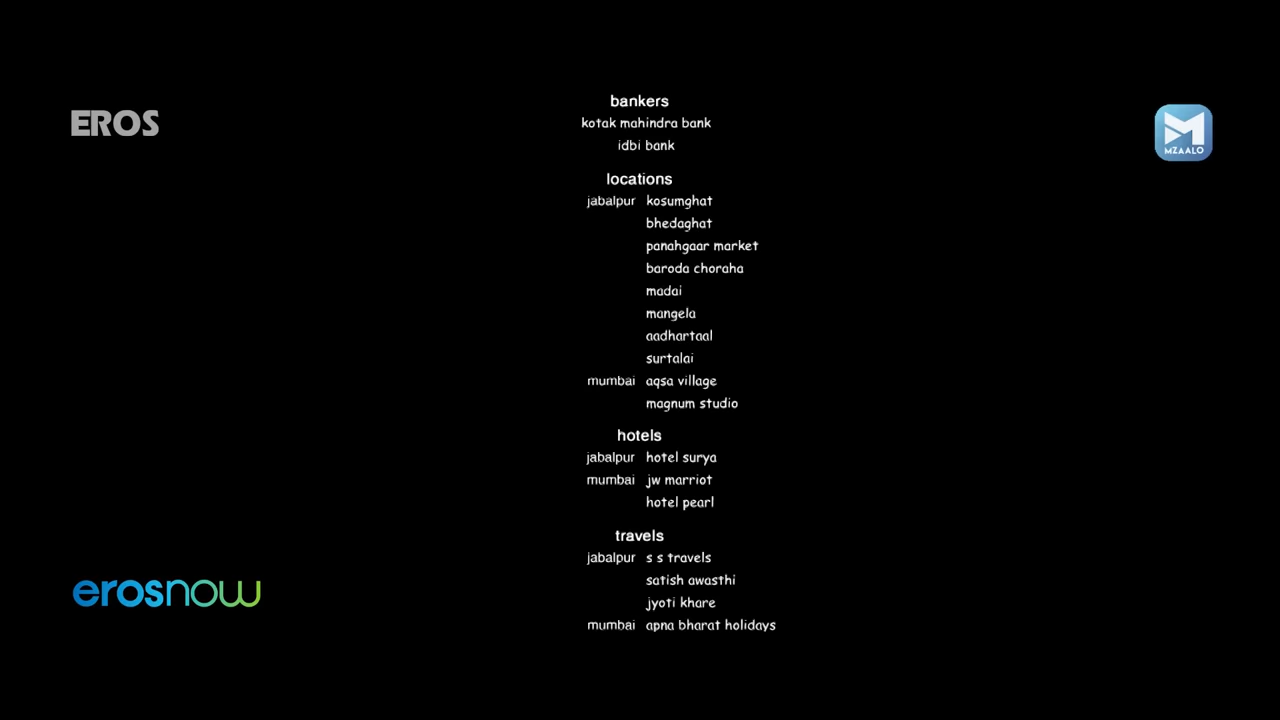 EROS
MZAALO
bankers
kotak mahindra bank
idbi bank
locations
jabalpur kosumghat
bhedaghat
panahgaar market
baroda choraha
madai
mangela
aadhartaal
surtalai
mumbai aqsa village
magnum studio
hotels
jabalpur hotel surya
mumbai jw marriot
hotel pearl
travels
jabalpur s s travels
satish awasthi
jyoti khare
mumbai apna bharat holidays
erosnow